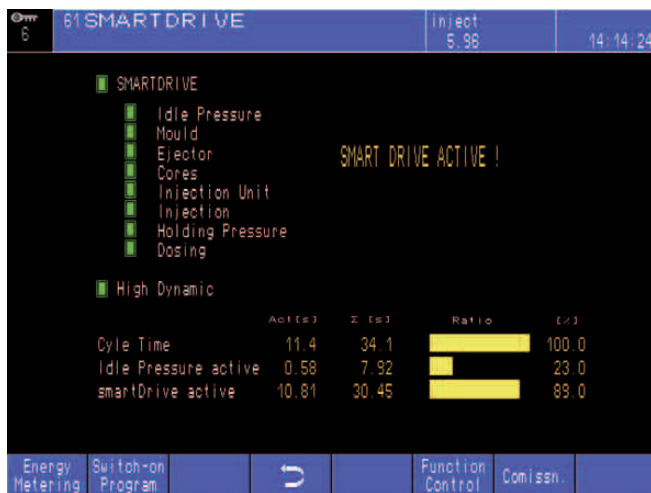 6
61 SMARTDRIVE
inject
5.96
14:14:24
SMARTDRIVE
Idle Pressure
Mould
Ejector
Cores
Injection Unit
Injection
Holding Pressure
Dosing
SMART DRIVE ACTIVE !
High Dynamic
Act[s] Σ [s] Ratio [%]
Cyle Time 11.4 34.1 100.0
Idle Pressure active 0.58 7.92 23.0
smartDrive active 10.81 30.45 89.0
Energy Metering
Switch-on Program
Function Control
Comissn.